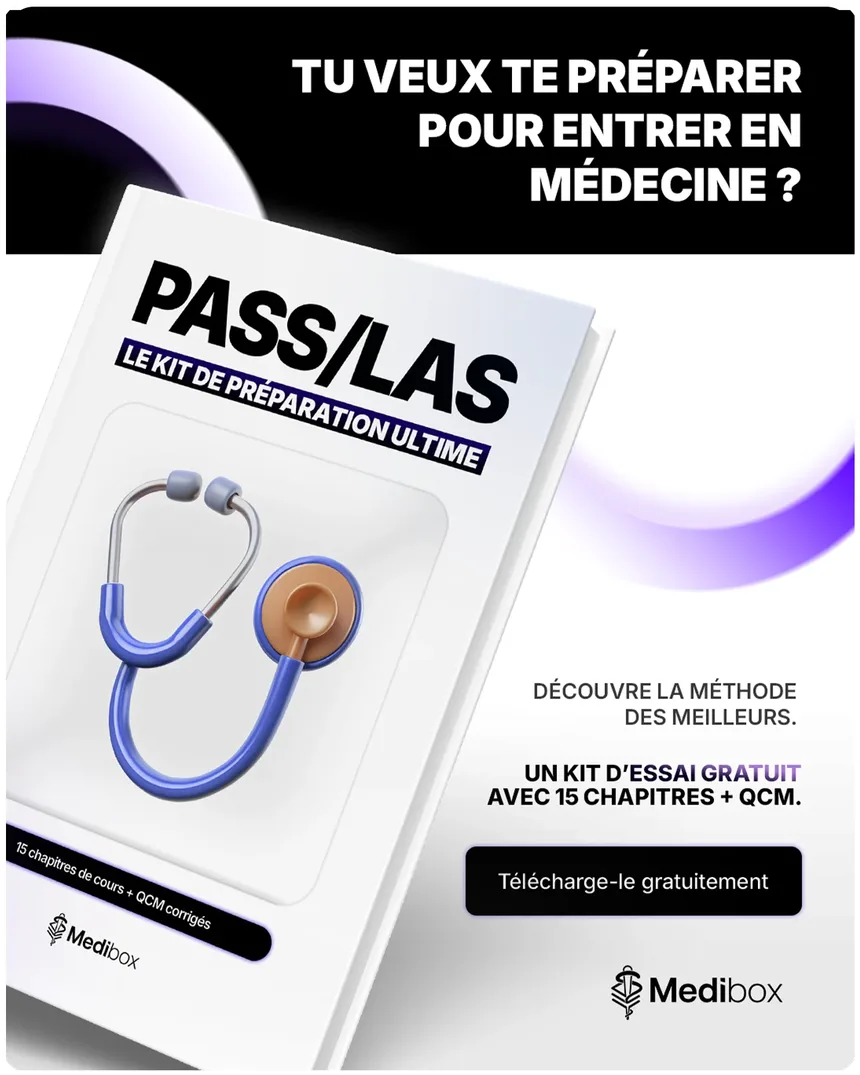 TU VEUX TE PRÉPARER
POUR ENTRER EN
MÉDECINE ?
PASS/LAS
LE KIT DE PRÉPARATION ULTIME
15 chapitres de cours + QCM corrigés
Medibox
DÉCOUVRE LA MÉTHODE
DES MEILLEURS.
UN KIT D’ESSAI GRATUIT
AVEC 15 CHAPITRES + QCM.
Télécharge-le gratuitement
Medibox